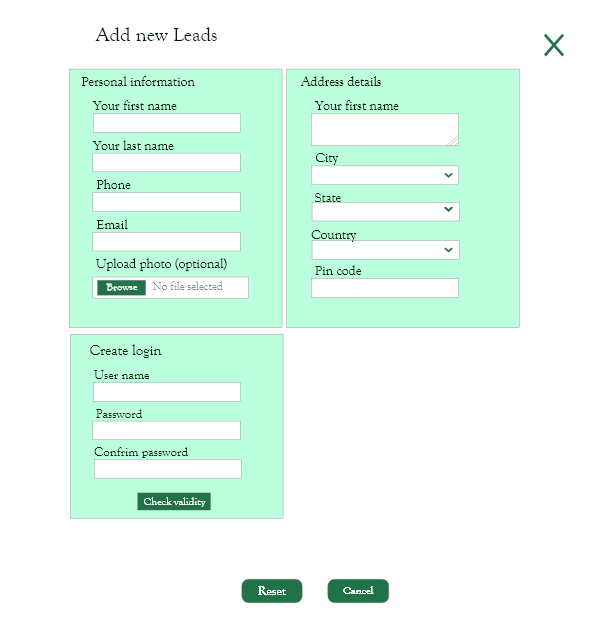 Add new Leads
Personal information
Your first name
Your last name
Phone
Email
Upload photo (optional)
Browse No file selected
Address details
Your first name
City
State
Country
Pin code
Create login
User name
Password
Confrim password
Check validity
Reset
Cancel